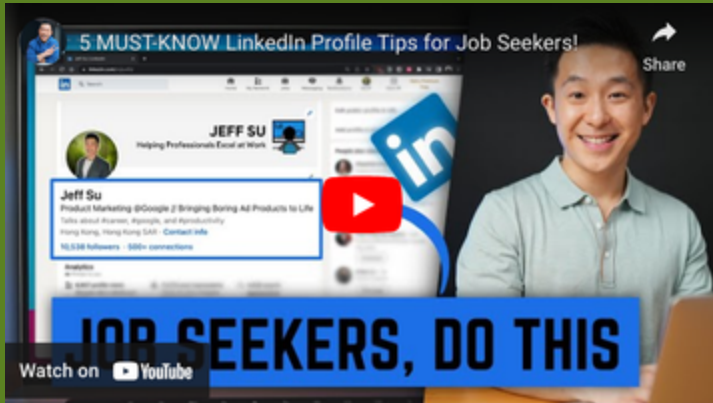 5 MUST-KNOW LinkedIn Profile Tips for Job Seekers!
Share
in
Search
JEFF SU
Helping Professionals Excel at Work
in
Jeff Su
Product Marketing @Google // Bringing Boring Ad Products to Life
Talks about #career, #google, and #productivity
Hong Kong, Hong Kong SAR · Contact info
10,538 followers · 500+ connections
Analytics
JOB SEEKERS, DO THIS
Watch on YouTube